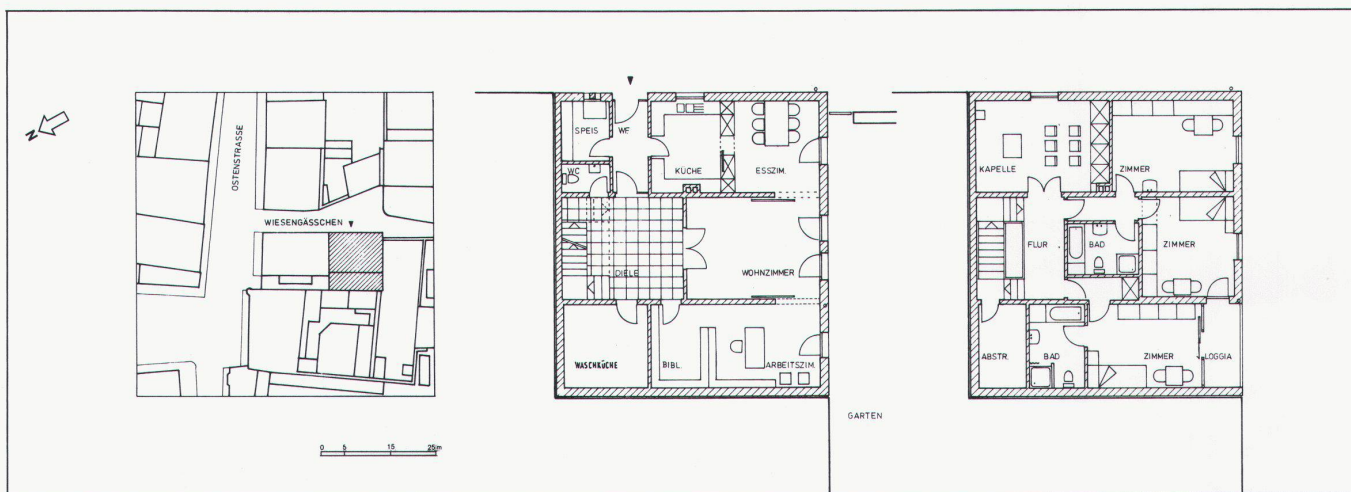 N
OSTENSTRASSE
WIESENGÄSSCHEN
0 5 15 25m
SPEIS
WF
WC
KÜCHE
ESSZIM.
DIELE
WOHNZIMMER
WASCHKÜCHE
BIBL.
ARBEITSZIM.
GARTEN
KAPELLE
ZIMMER
FLUR
BAD
ZIMMER
ABSTR.
BAD
ZIMMER
LOGGIA